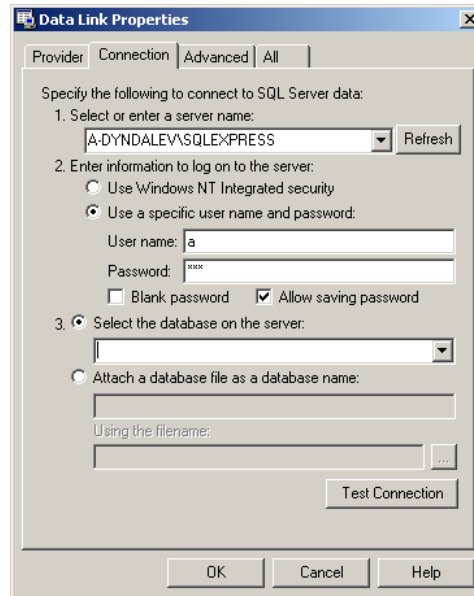 Data Link Properties
Provider Connection Advanced All
Specify the following to connect to SQL Server data:
1. Select or enter a server name:
A-DYNDALEV\SQLEXPRESS Refresh
2. Enter information to log on to the server:
Use Windows NT Integrated security
Use a specific user name and password:
User name: a
Password: ***
Blank password Allow saving password
3. Select the database on the server:
Attach a database file as a database name:
Using the filename:
...
Test Connection
OK Cancel Help